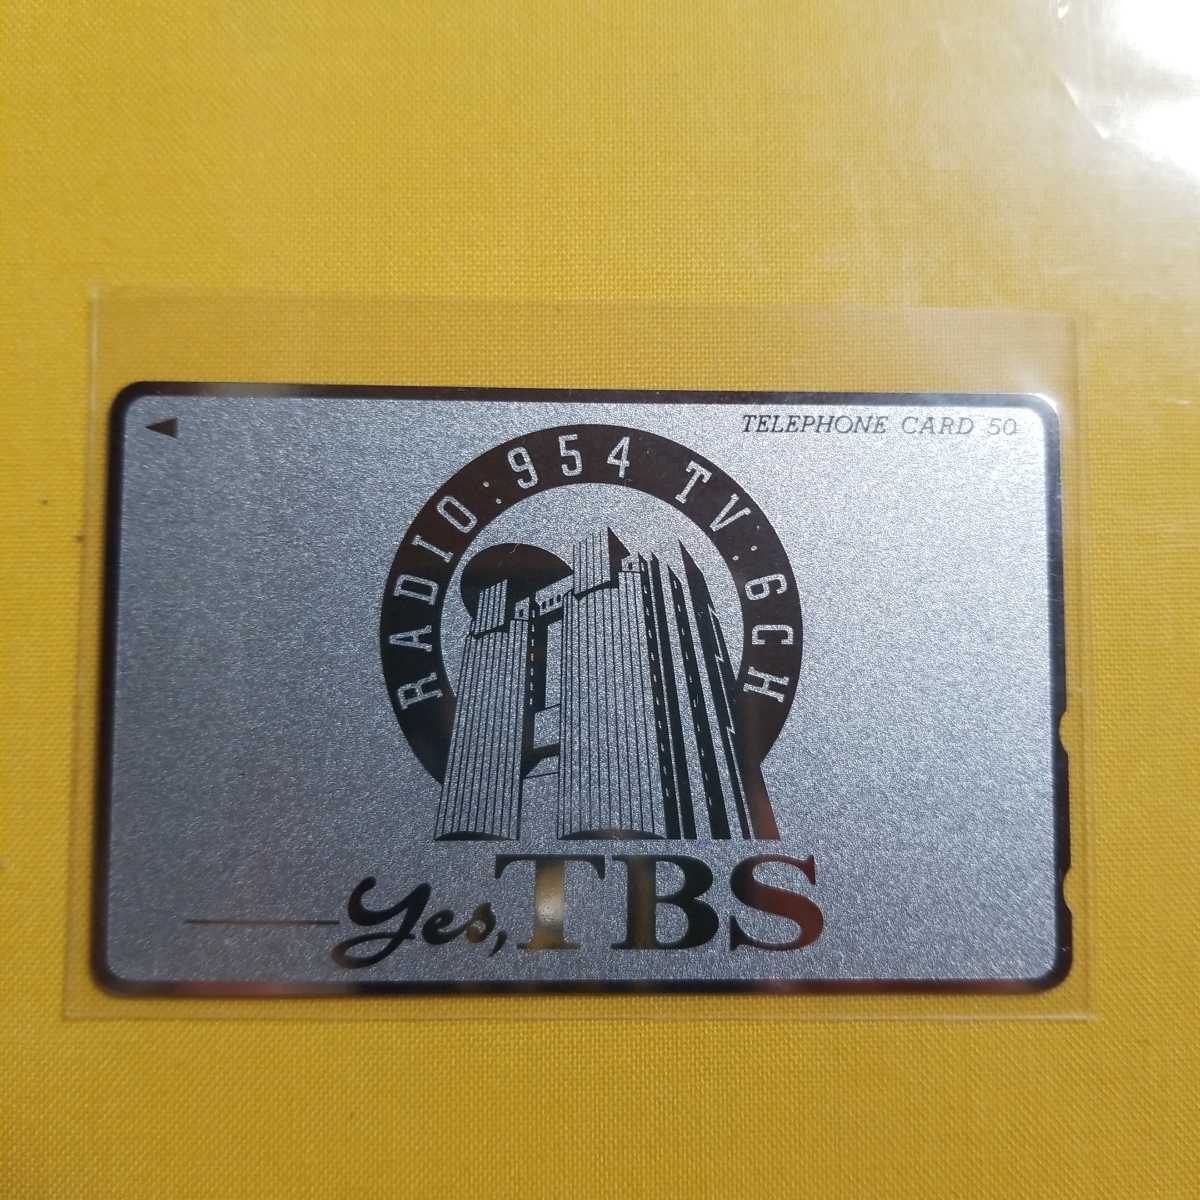 TELEPHONE CARD 50
RADIO:954 TV:6CH
Yes, TBS